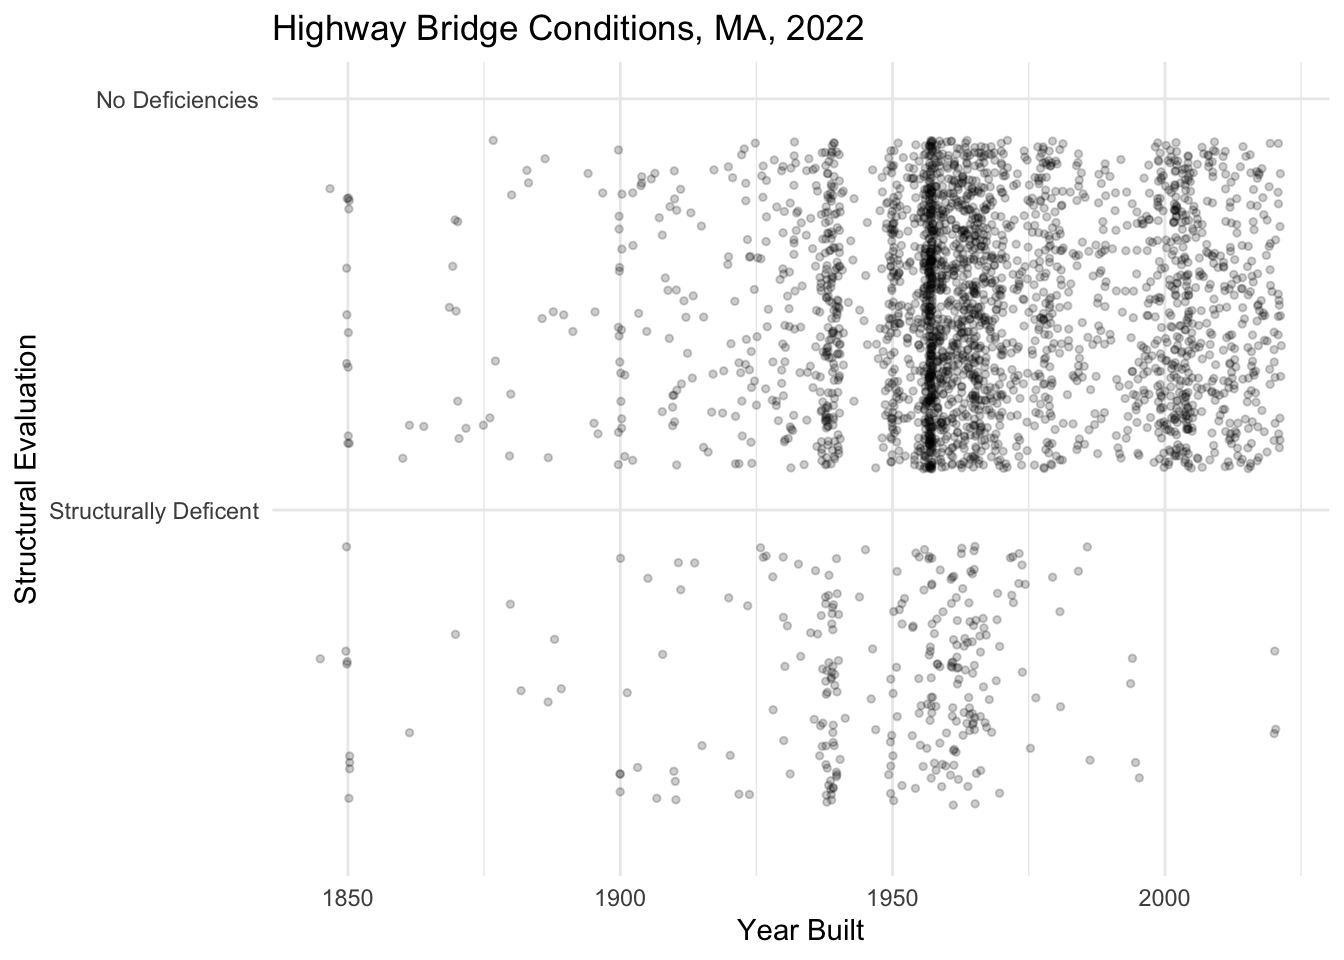 Highway Bridge Conditions, MA, 2022
No Deficiencies
Structurally Deficent
Structural Evaluation
1850 1900 1950 2000
Year Built